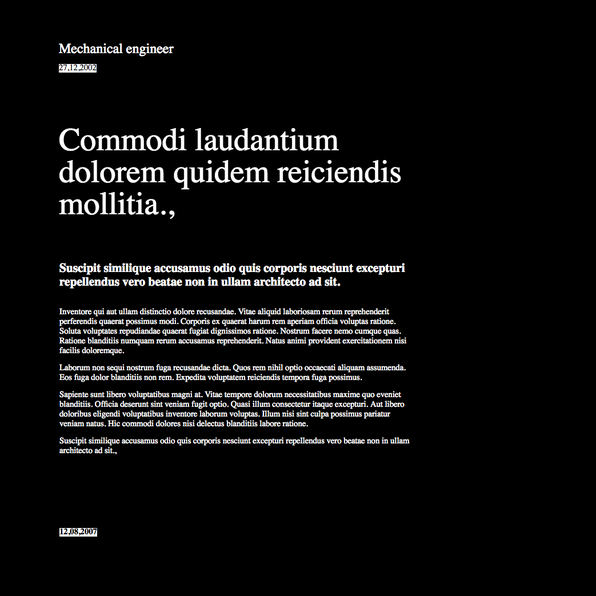 Mechanical engineer
27.12.2002
Commodi laudantium
dolorem quidem reiciendis
mollitia.,
Suscipit similique accusamus odio quis corporis nesciunt excepturi
repellendus vero beatae non in ullam architecto ad sit.
Inventore qui aut ullam distinctio dolore recusandae. Vitae aliquid laboriosam rerum reprehenderit
perferendis quaerat possimus modi. Corporis ex quaerat harum rem aperiam officia voluptas ratione.
Soluta voluptates repudiandae quaerat fugiat dignissimos ratione. Nostrum facere nemo cumque quas.
Ratione blanditiis numquam rerum accusamus reprehenderit. Natus animi provident exercitationem nisi
facilis doloremque.
Laborum non sequi nostrum fuga recusandae dicta. Quos rem nihil optio occaecati aliquam assumenda.
Eos fuga dolor blanditiis non rem. Expedita voluptatem reiciendis tempora fuga possimus.
Sapiente sunt libero voluptatibus magni at. Vitae tempore dolorum necessitatibus maxime quo eveniet
blanditiis. Officia deserunt sint veniam fugit optio. Quasi illum consectetur itaque excepturi. Aut libero
doloribus eligendi voluptatibus inventore laborum voluptas. Illum nisi sint culpa possimus pariatur
veniam natus. Hic commodi dolores nisi delectus blanditiis labore ratione.
Suscipit similique accusamus odio quis corporis nesciunt excepturi repellendus vero beatae non in ullam
architecto ad sit.,
12.08.2007